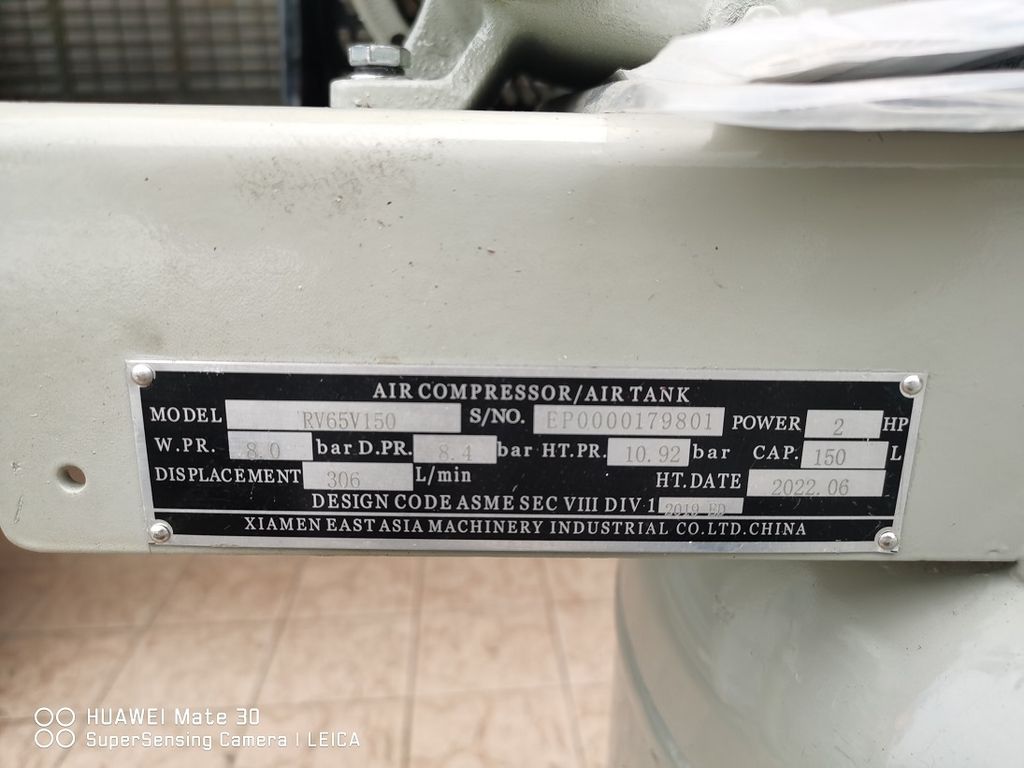 AIR COMPRESSOR/AIR TANK
MODEL RV65V150 S/NO. EP0000179801 POWER 2 HP
W.PR. 8.0 bar D.PR. 8.4 bar HT.PR. 10.92 bar CAP. 150 L
DISPLACEMENT 306 L/min HT.DATE 2022.06
DESIGN CODE ASME SEC VIII DIV 1 2019 ED
XIAMEN EAST ASIA MACHINERY INDUSTRIAL CO.LTD.CHINA
HUAWEI Mate 30
SuperSensing Camera | LEICA